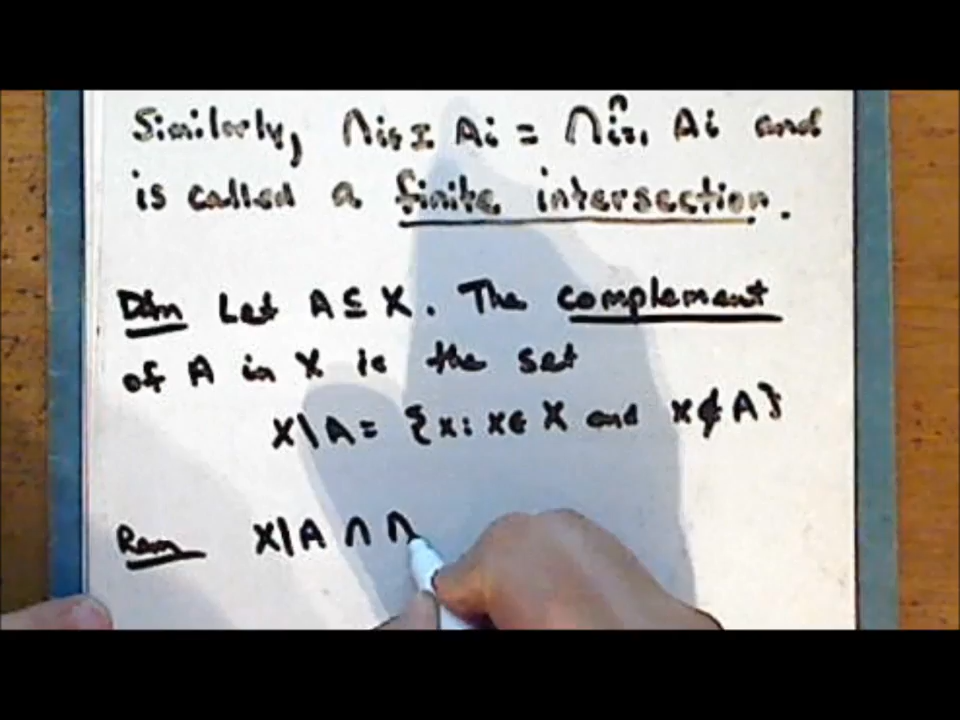 Similarly, ∩i∈I Ai = ∩ⁿi=1 Ai and
is called a finite intersection.
Dfn Let A ⊆ X. The complement
of A in X is the set
X\A = {x: x∈ X and x∉A}
Rem X\A ∩